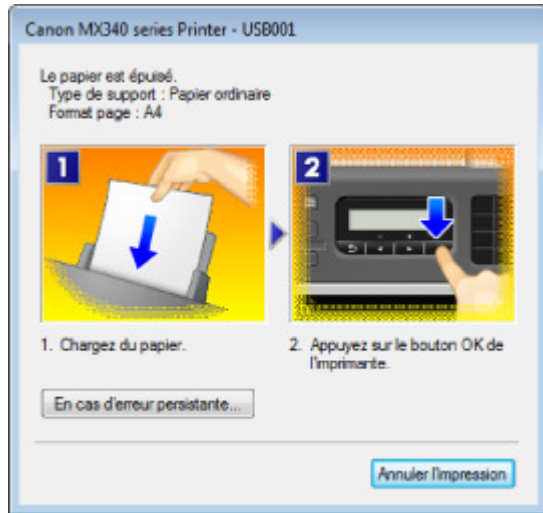 Canon MX340 series Printer - USB001
Le papier est épuisé.
Type de support : Papier ordinaire
Format page : A4
1
2
1. Chargez du papier.
2. Appuyez sur le bouton OK de
l'imprimante.
En cas d'erreur persistante...
Annuler l'impression